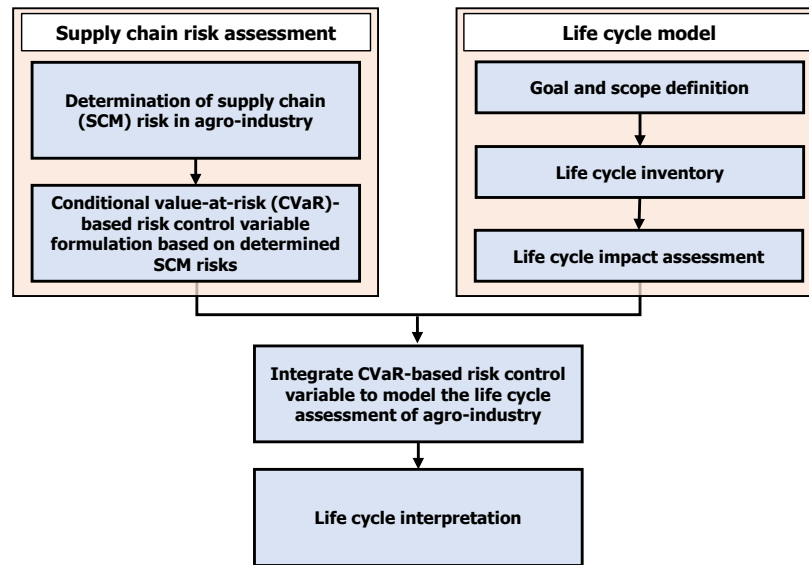 Supply chain risk assessment
Determination of supply chain
(SCM) risk in agro-industry
Conditional value-at-risk (CVaR)-
based risk control variable
formulation based on determined
SCM risks
Life cycle model
Goal and scope definition
Life cycle inventory
Life cycle impact assessment
Integrate CVaR-based risk control
variable to model the life cycle
assessment of agro-industry
Life cycle interpretation